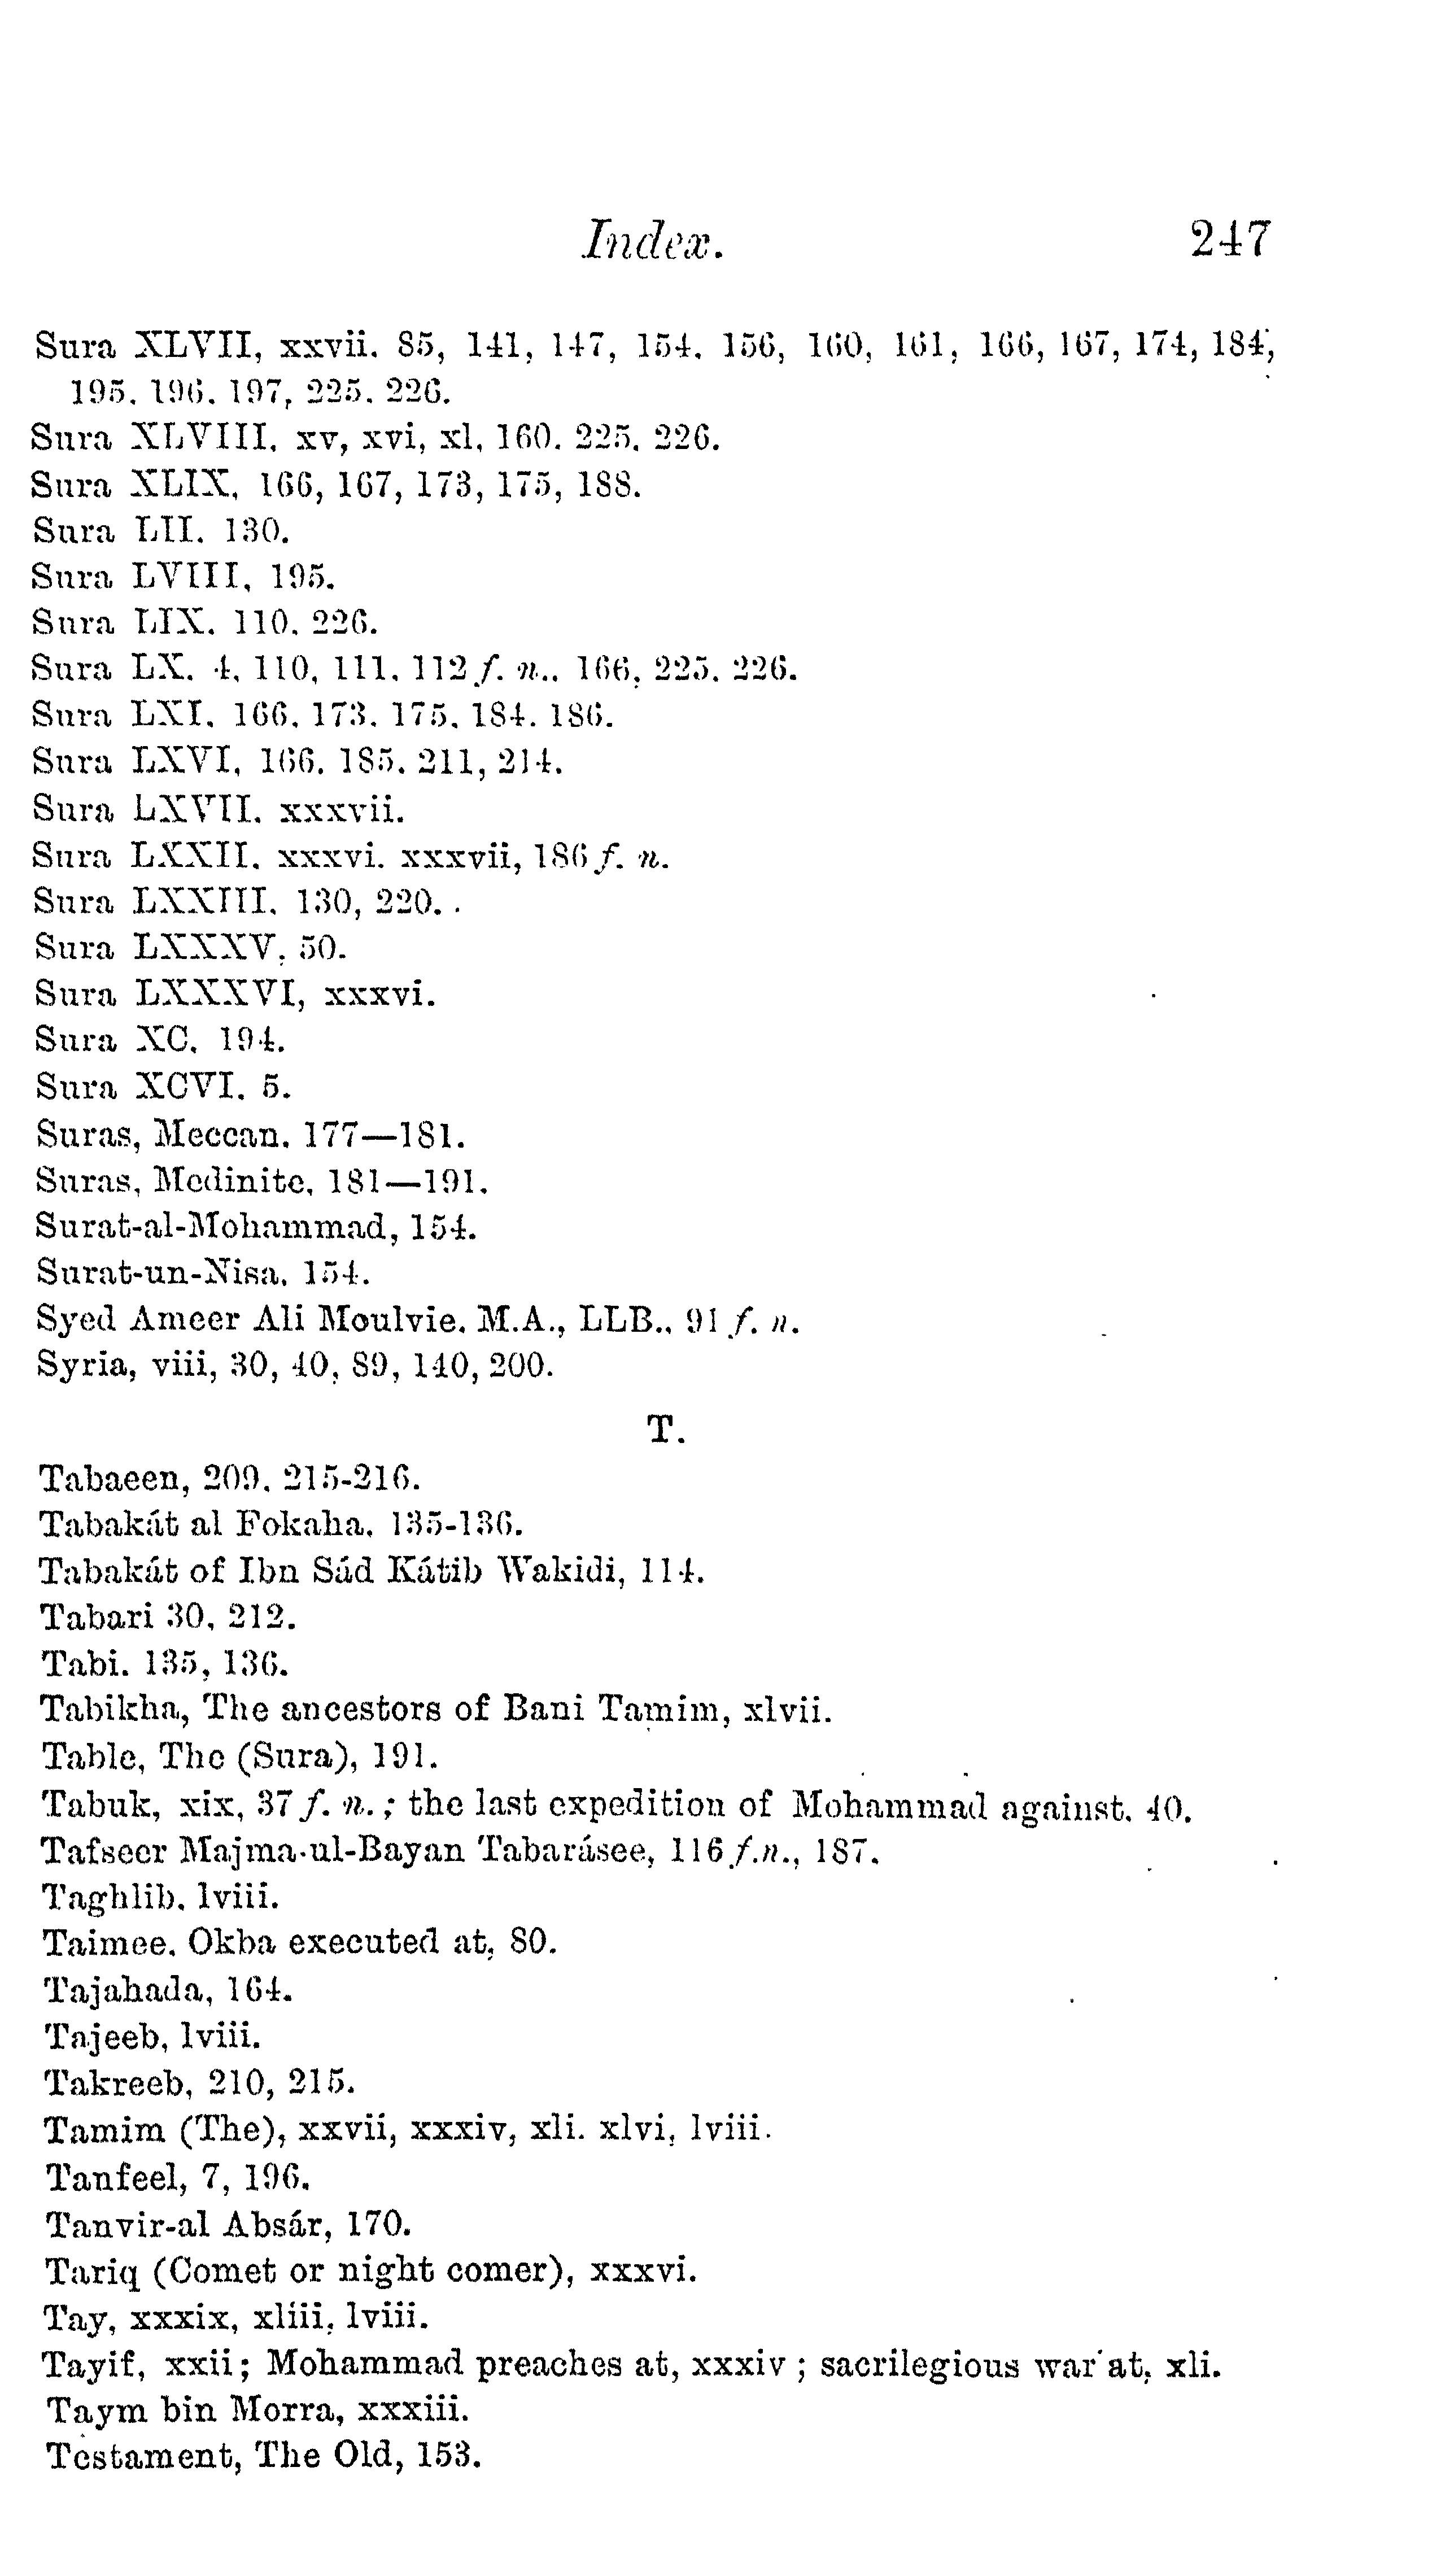 Index. 247
Sura XLVII, xxvii. 85, 141, 147, 154, 156, 160, 161, 166, 167, 174, 184,
195, 196, 197, 225, 226.
Sura XLVIII, xv, xvi, xl, 160, 225, 226.
Sura XLIX, 166, 167, 173, 175, 188.
Sura LII. 130.
Sura LVIII, 195.
Sura LIX. 110, 226.
Sura LX. 4, 110, 111, 112 f. n., 166, 225, 226.
Sura LXI. 166, 173, 175, 184, 186.
Sura LXVI, 166, 185, 211, 214.
Sura LXVII. xxxvii.
Sura LXXII. xxxvi. xxxvii, 186 f. n.
Sura LXXIII. 130, 220.
Sura LXXXV, 50.
Sura LXXXVI, xxxvi.
Sura XC. 194.
Sura XCVI. 5.
Suras, Meccan, 177—181.
Suras, Medinite, 181—191.
Surat-al-Mohammad, 154.
Surat-un-Nisa, 154.
Syed Ameer Ali Moulvie, M.A., LLB., 91 f. n.
Syria, viii, 30, 40, 89, 140, 200.
T.
Tabaeen, 209, 215-216.
Tabakát al Fokaha, 135-136.
Tabakát of Ibn Sád Kátib Wakidi, 114.
Tabari 30, 212.
Tabi. 135, 136.
Tabikha, The ancestors of Bani Tamim, xlvii.
Table, The (Sura), 191.
Tabuk, xix, 37 f. n. ; the last expedition of Mohammad against, 40.
Tafseer Majma-ul-Bayan Tabarásee, 116 f.n., 187.
Taghlib, lviii.
Taimee, Okba executed at, 80.
Tajahada, 164.
Tajeeb, lviii.
Takreeb, 210, 215.
Tamim (The), xxvii, xxxiv, xli. xlvi, lviii.
Tanfeel, 7, 196.
Tanvir-al Absár, 170.
Tariq (Comet or night comer), xxxvi.
Tay, xxxix, xliii, lviii.
Tayif, xxii; Mohammad preaches at, xxxiv ; sacrilegious war at, xli.
Taym bin Morra, xxxiii.
Testament, The Old, 153.